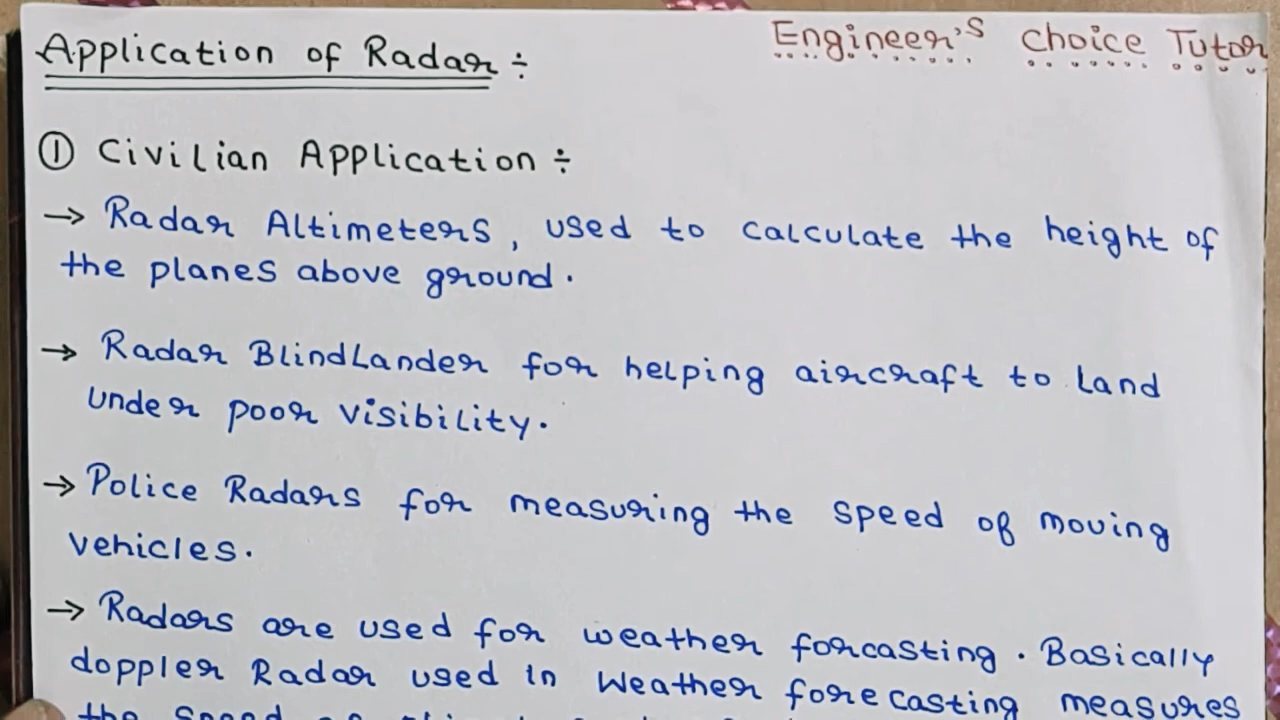 Application of Radar ÷
Engineer's Choice Tutor
① Civilian Application ÷
→ Radar Altimeters, used to calculate the height of
the planes above ground.
→ Radar BlindLander for helping aircraft to Land
under poor visibility.
→ Police Radars for measuring the speed of moving
vehicles.
→ Radars are used for weather forcasting. Basically
doppler Radar used in Weather forecasting measures
the speed